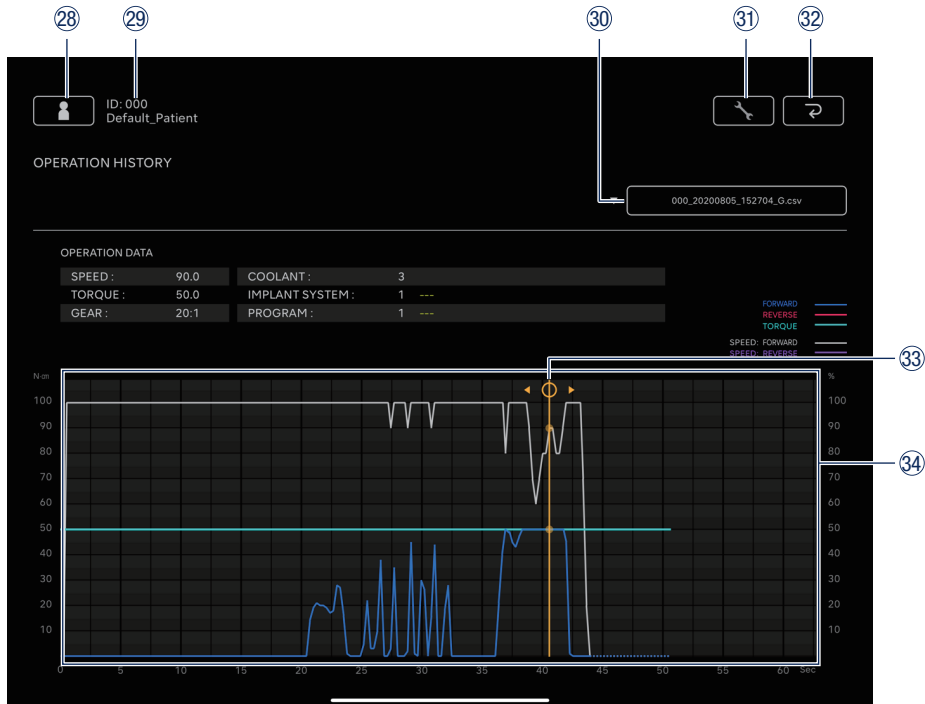 28 29 30 31 32
ID: 000
Default_Patient
OPERATION HISTORY
000_20200805_152704_G.csv
OPERATION DATA
SPEED : 90.0 COOLANT : 3
TORQUE : 50.0 IMPLANT SYSTEM : 1 ---
GEAR : 20:1 PROGRAM : 1 ---
FORWARD
REVERSE
TORQUE
SPEED: FORWARD
SPEED: REVERSE
33
N·cm %
100 100
90 90
80 80
70 70
34
60 60
50 50
40 40
30 30
20 20
10 10
0 5 10 15 20 25 30 35 40 45 50 55 60 Sec